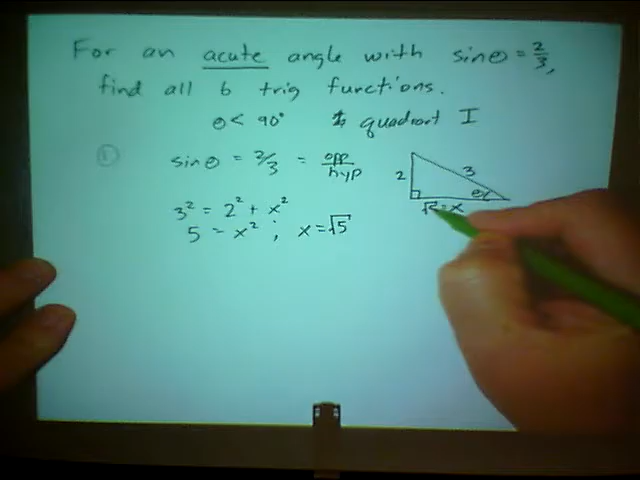 For an acute angle with sinθ = 2/3,
find all 6 trig functions.
θ < 90° quadrant I
① sinθ = 2/3 = opp/hyp
2 3 θ
√5 = x
3² = 2² + x²
5 = x² ; x = √5